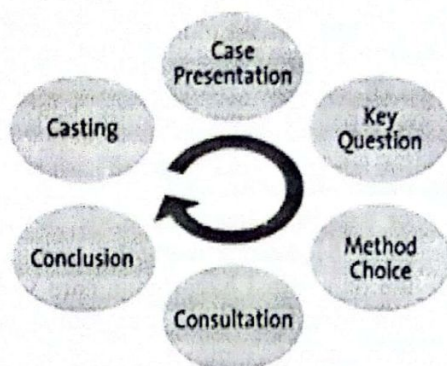 Casting
Case
Presentation
Key
Question
Method
Choice
Consultation
Conclusion